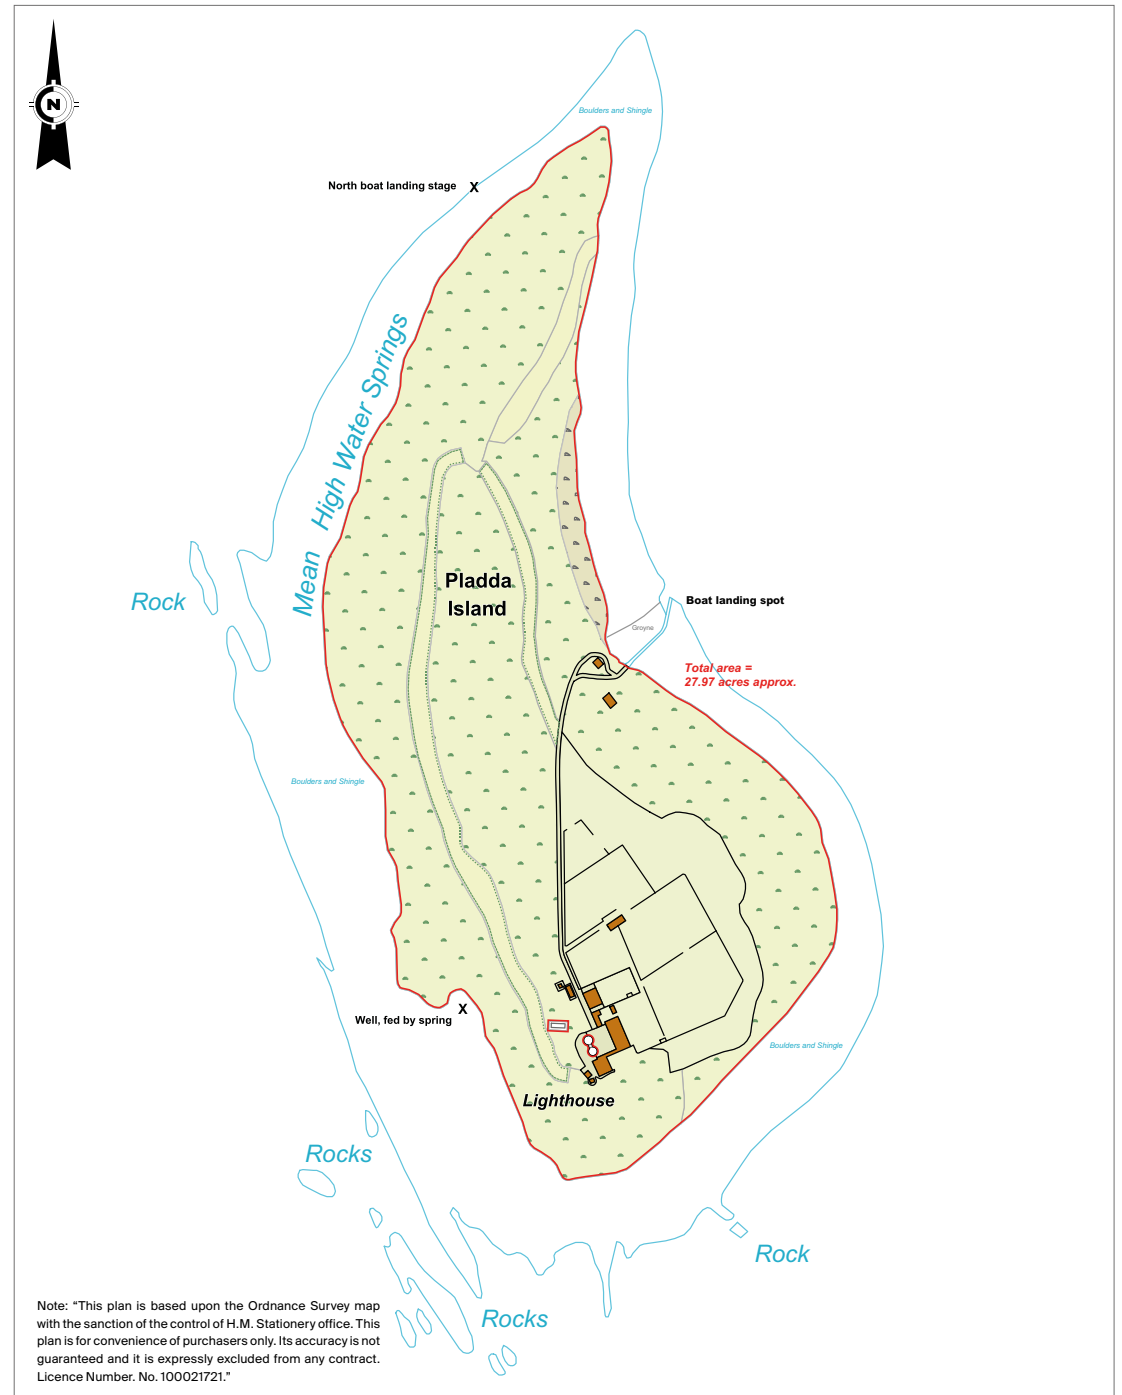 N
Boulders and Shingle
North boat landing stage X
Mean High Water Springs
Pladda
Island
Rock
Boat landing spot
Groyne
Total area =
27.97 acres approx.
Boulders and Shingle
X
Well, fed by spring
Boulders and Shingle
Lighthouse
Rocks
Rock
Rocks
Note: “This plan is based upon the Ordnance Survey map
with the sanction of the control of H.M. Stationery office. This
plan is for convenience of purchasers only. Its accuracy is not
guaranteed and it is expressly excluded from any contract.
Licence Number. No. 100021721.”